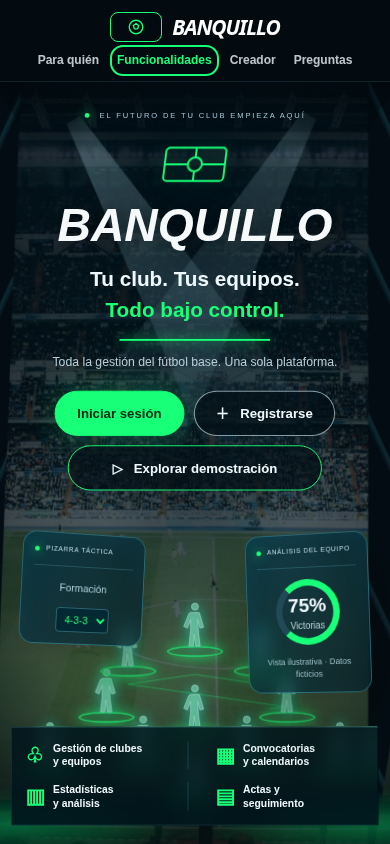 BANQUILLO
Para quién Funcionalidades Creador Preguntas
EL FUTURO DE TU CLUB EMPIEZA AQUÍ
BANQUILLO
Tu club. Tus equipos.
Todo bajo control.
Toda la gestión del fútbol base. Una sola plataforma.
Iniciar sesión
Registrarse
Explorar demostración
PIZARRA TÁCTICA
Formación
4-3-3
ANÁLISIS DEL EQUIPO
75%
Victorias
Vista ilustrativa · Datos
ficticios
Gestión de clubes
y equipos
Convocatorias
y calendarios
Estadísticas
y análisis
Actas y
seguimiento